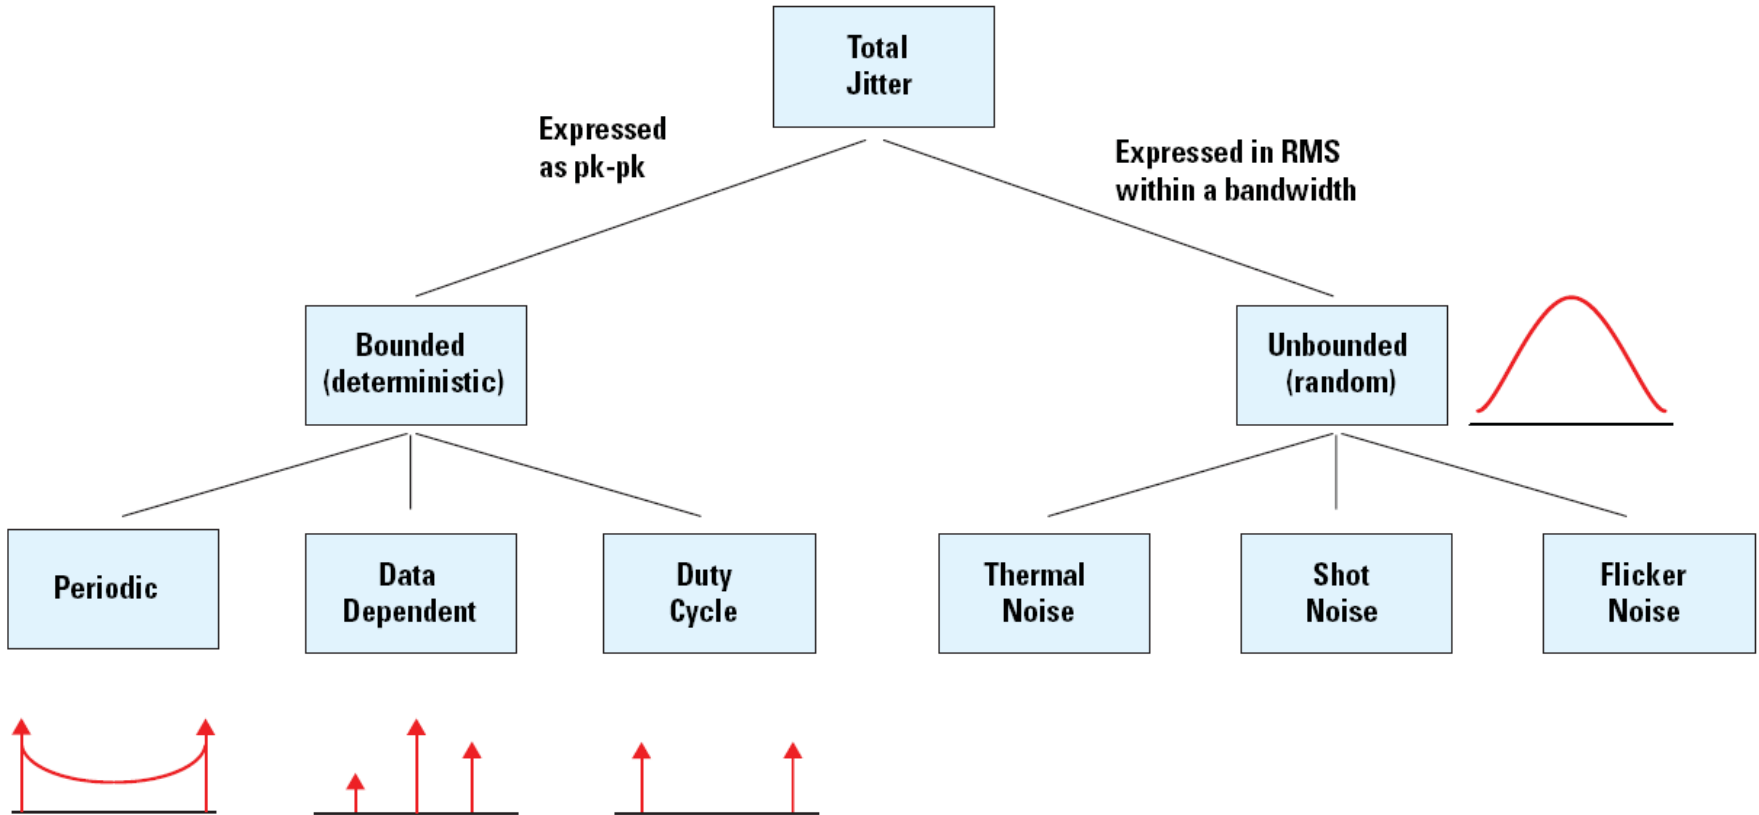 Total
Jitter
Expressed
as pk-pk
Expressed in RMS
within a bandwidth
Bounded
(deterministic)
Unbounded
(random)
Periodic
Data
Dependent
Duty
Cycle
Thermal
Noise
Shot
Noise
Flicker
Noise